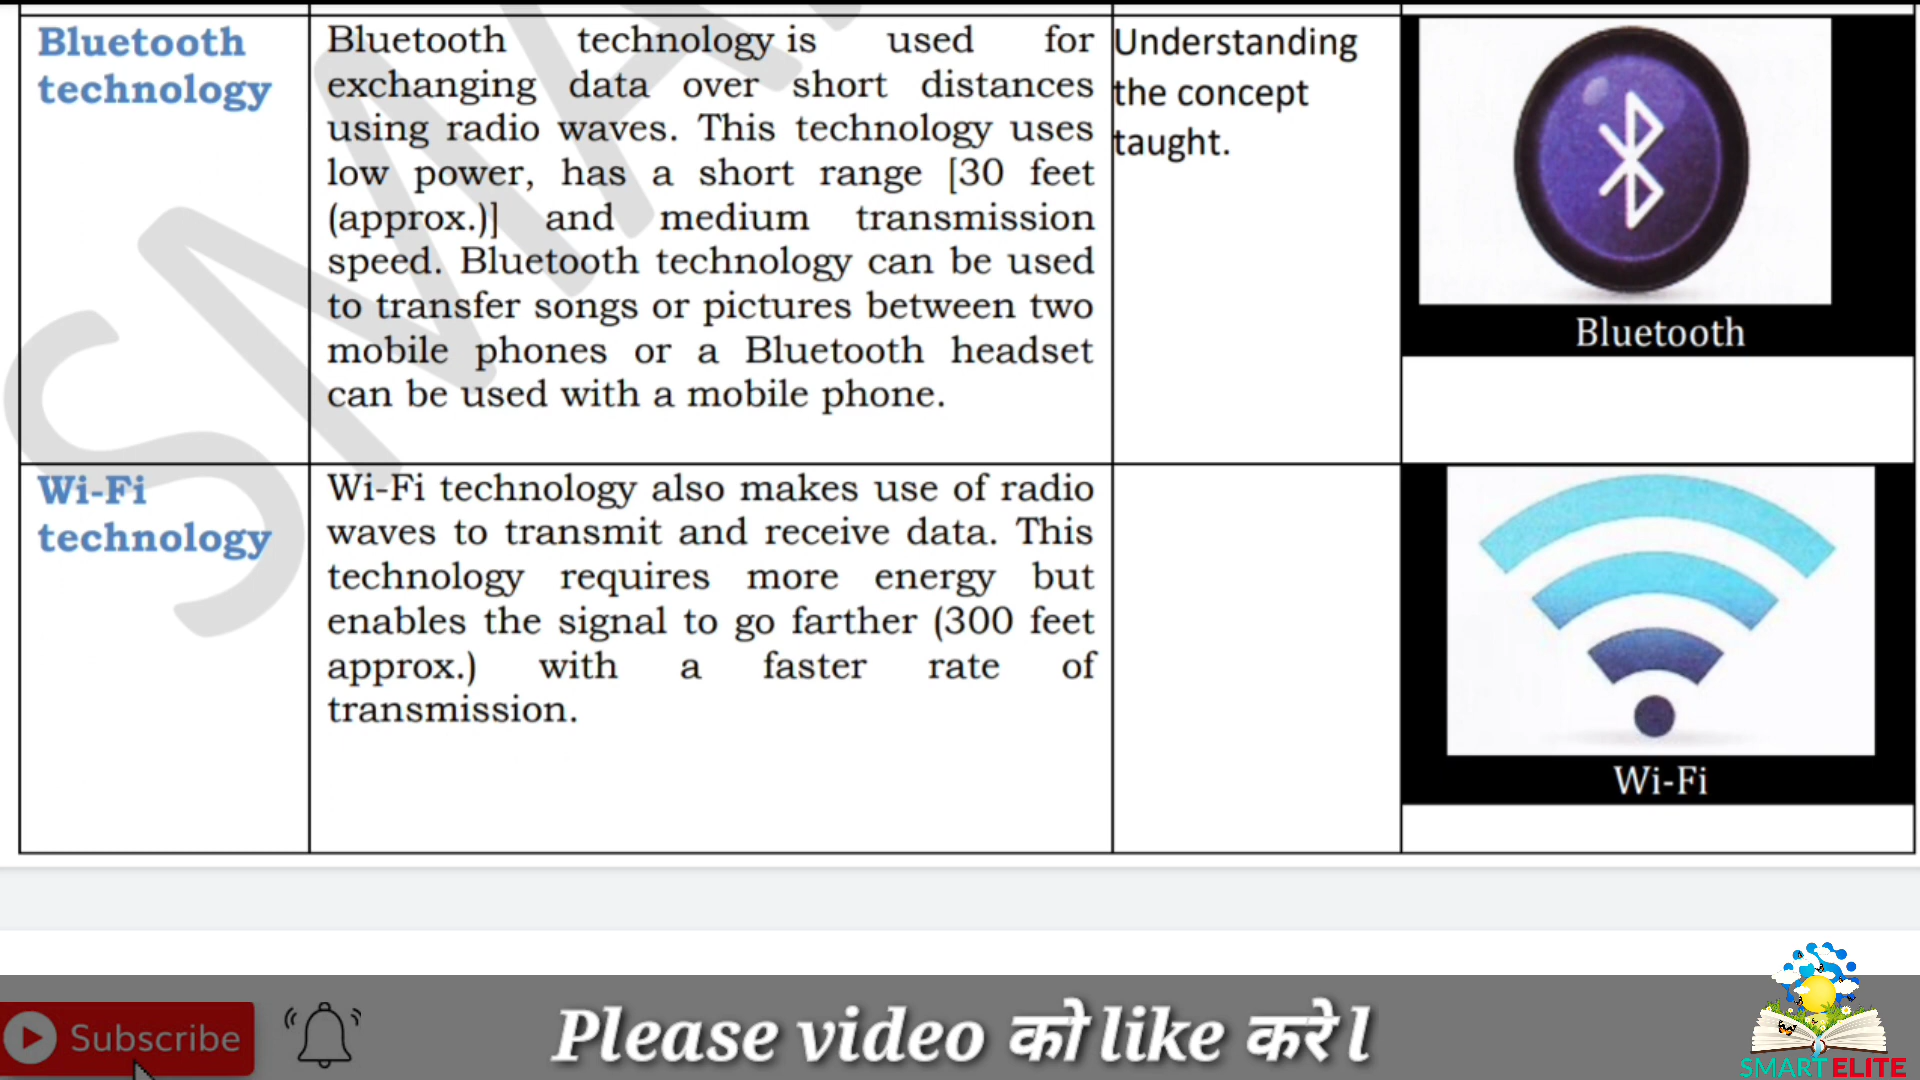 Bluetooth
technology
Bluetooth technology is used for
exchanging data over short distances
using radio waves. This technology uses
low power, has a short range [30 feet
(approx.)] and medium transmission
speed. Bluetooth technology can be used
to transfer songs or pictures between two
mobile phones or a Bluetooth headset
can be used with a mobile phone.
Understanding
the concept
taught.
Bluetooth
Wi-Fi
technology
Wi-Fi technology also makes use of radio
waves to transmit and receive data. This
technology requires more energy but
enables the signal to go farther (300 feet
approx.) with a faster rate of
transmission.
Wi-Fi
Subscribe
Please video को like करे l
SMART ELITE